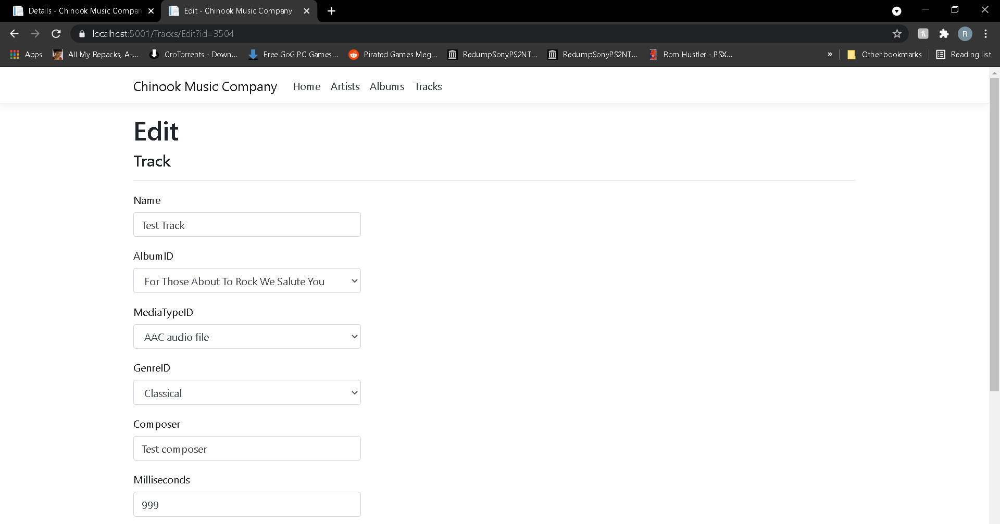 Details - Chinook Music Compan
Edit - Chinook Music Company
localhost:5001/Tracks/Edit?id=3504
R
Apps
All My Repacks, A-...
CroTorrents - Down...
Free GoG PC Games...
Pirated Games Meg...
RedumpSonyPS2NT...
RedumpSonyPS2NT...
Rom Hustler - PSX...
»
Other bookmarks
Reading list
Chinook Music Company Home Artists Albums Tracks
Edit
Track
Name
Test Track
AlbumID
For Those About To Rock We Salute You
MediaTypeID
AAC audio file
GenreID
Classical
Composer
Test composer
Milliseconds
999